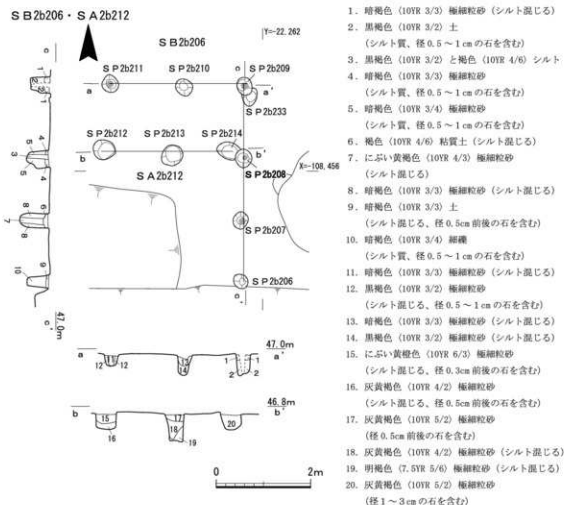 SB2b206・SA2b212
SB2b206
Y=-22.262
c
SP2b211
SP2b210
SP2b209
a
a'
SP2b233
SP2b212
SP2b213
SP2b214
b
b'
X=-108.456
SP2b208
SA2b212
SP2b207
SP2b206
c'
47.0m
c'
47.0m
a
a'
12
12
14
1
1
2
2
46.8m
b
b'
15
16
17
18
19
20
0
2m
1. 暗褐色（10YR 3/3）極細粒砂（シルト混じる）
2. 黒褐色（10YR 3/2）土
（シルト質、径0.5～1cmの石を含む）
3. 黒褐色（10YR 3/2）と褐色（10YR 4/6）シルト
4. 暗褐色（10YR 3/3）極細粒砂
（シルト質、径0.5～1cmの石を含む）
5. 暗褐色（10YR 3/4）極細粒砂
（シルト質、径0.5～1cmの石を含む）
6. 褐色（10YR 4/6）粘質土（シルト混じる）
7. にぶい黄褐色（10YR 4/3）極細粒砂
（シルト混じる）
8. 暗褐色（10YR 3/3）極細粒砂（シルト混じる）
9. 暗褐色（10YR 3/3）土
（シルト混じる、径0.5cm前後の石を含む）
10. 暗褐色（10YR 3/4）細礫
（シルト質、径0.5～1cmの石を含む）
11. 暗褐色（10YR 3/3）極細粒砂（シルト混じる）
12. 黒褐色（10YR 3/2）極細粒砂
（シルト混じる、径0.5～1cmの石を含む）
13. 暗褐色（10YR 3/3）極細粒砂（シルト混じる）
14. 黒褐色（10YR 3/2）極細粒砂（シルト混じる）
15. にぶい黄橙色（10YR 6/3）極細粒砂
（シルト混じる、径0.3cm前後の石を含む）
16. 灰黄褐色（10YR 4/2）極細粒砂
（シルト混じる、径0.5cm前後の石を含む）
17. 灰黄褐色（10YR 5/2）極細粒砂
（径0.5cm前後の石を含む）
18. 灰黄褐色（10YR 4/2）極細粒砂（シルト混じる）
19. 明褐色（7.5YR 5/6）極細粒砂（シルト混じる）
20. 灰黄褐色（10YR 5/2）極細粒砂
（径1～3cmの石を含む）